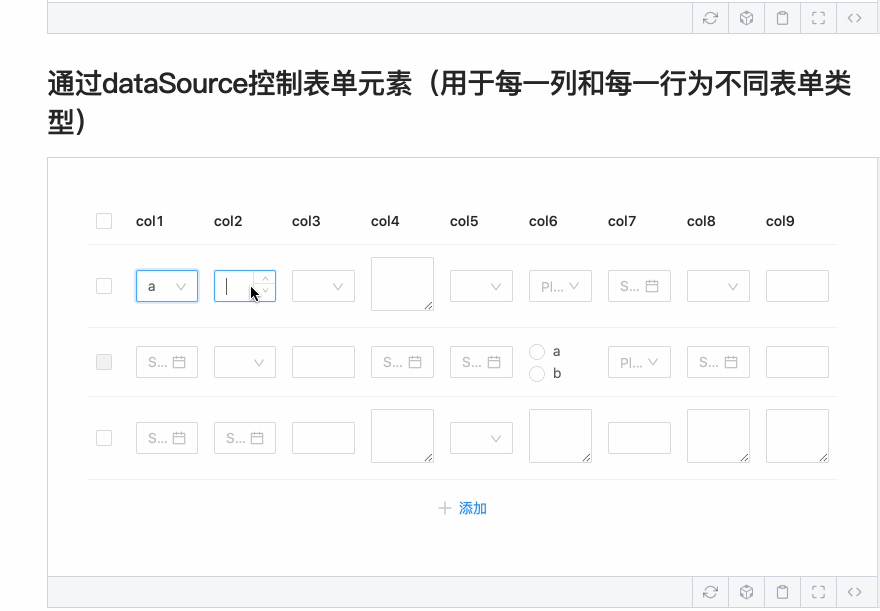 通过dataSource控制表单元素（用于每一列和每一行为不同表单类
型）
col1 col2 col3 col4 col5 col6 col7 col8 col9
a Pl... S...
S... S... S... a Pl... S...
b
S... S...
添加